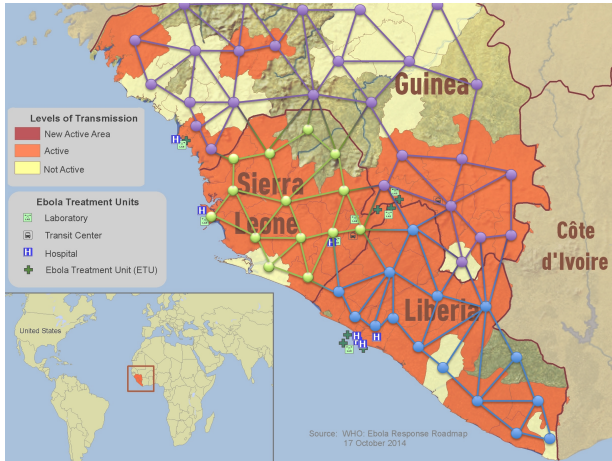 Guinea
Levels of Transmission
New Active Area
Active
Not Active
Sierra
Leone
Ebola Treatment Units
Laboratory
Transit Center
H Hospital
Ebola Treatment Unit (ETU)
Côte
d'Ivoire
Liberia
H
H
H
H
H
H
United States
Source: WHO: Ebola Response Roadmap
17 October 2014